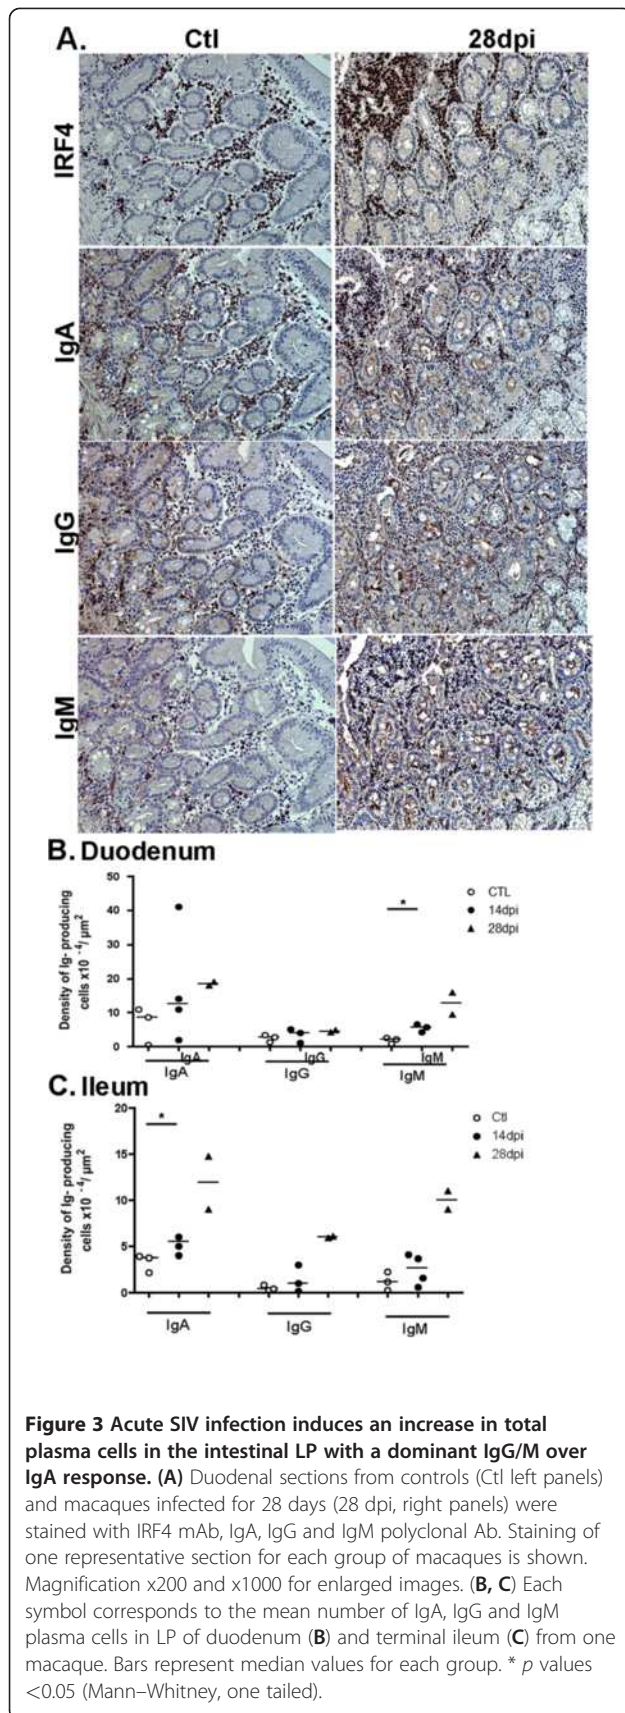 A. Ctl 28dpi
IRF4
IgA
IgG
IgM
B. Duodenum
50
40
30
20
10
0
Density of Ig- producing
cells x10 -4/ µm2
*
CTL
14dpi
28dpi
IgA IgG IgM
IgA IgG IgM
C. Ileum
20
15
10
5
0
Density of Ig- producing
cells x10 -4/ µm2
*
Ctl
14dpi
28dpi
IgA IgG IgM
Figure 3 Acute SIV infection induces an increase in total
plasma cells in the intestinal LP with a dominant IgG/M over
IgA response. (A) Duodenal sections from controls (Ctl left panels)
and macaques infected for 28 days (28 dpi, right panels) were
stained with IRF4 mAb, IgA, IgG and IgM polyclonal Ab. Staining of
one representative section for each group of macaques is shown.
Magnification x200 and x1000 for enlarged images. (B, C) Each
symbol corresponds to the mean number of IgA, IgG and IgM
plasma cells in LP of duodenum (B) and terminal ileum (C) from one
macaque. Bars represent median values for each group. * p values
<0.05 (Mann–Whitney, one tailed).